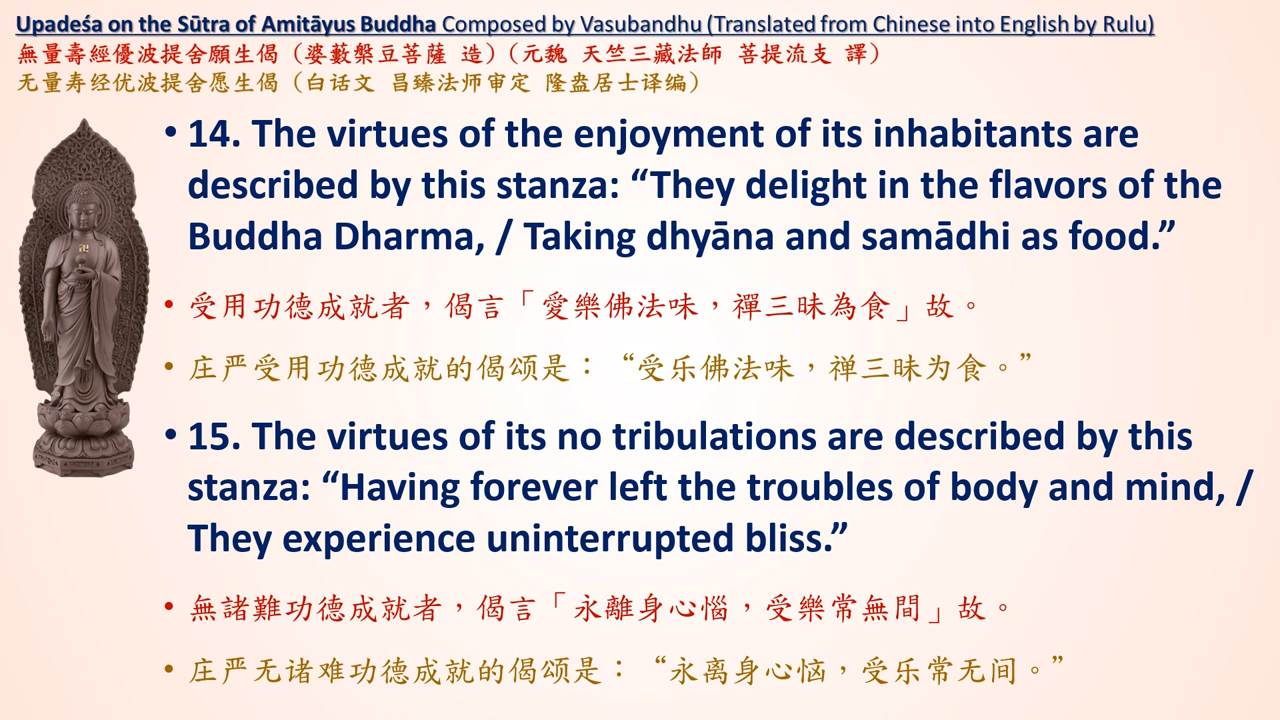 Upadeśa on the Sūtra of Amitāyus Buddha Composed by Vasubandhu (Translated from Chinese into English by Rulu)
無量壽經優波提舍願生偈（婆藪槃豆菩薩 造）（元魏 天竺三藏法師 菩提流支 譯）
无量寿经优波提舍愿生偈（白话文 昌臻法师审定 隆盎居士译编）
• 14. The virtues of the enjoyment of its inhabitants are
described by this stanza: “They delight in the flavors of the
Buddha Dharma, / Taking dhyāna and samādhi as food.”
• 受用功德成就者，偈言「愛樂佛法味，禪三昧為食」故。
• 庄严受用功德成就的偈颂是：“受乐佛法味，禅三昧为食。”
• 15. The virtues of its no tribulations are described by this
stanza: “Having forever left the troubles of body and mind, /
They experience uninterrupted bliss.”
• 無諸難功德成就者，偈言「永離身心惱，受樂常無間」故。
• 庄严无诸难功德成就的偈颂是：“永离身心恼，受乐常无间。”